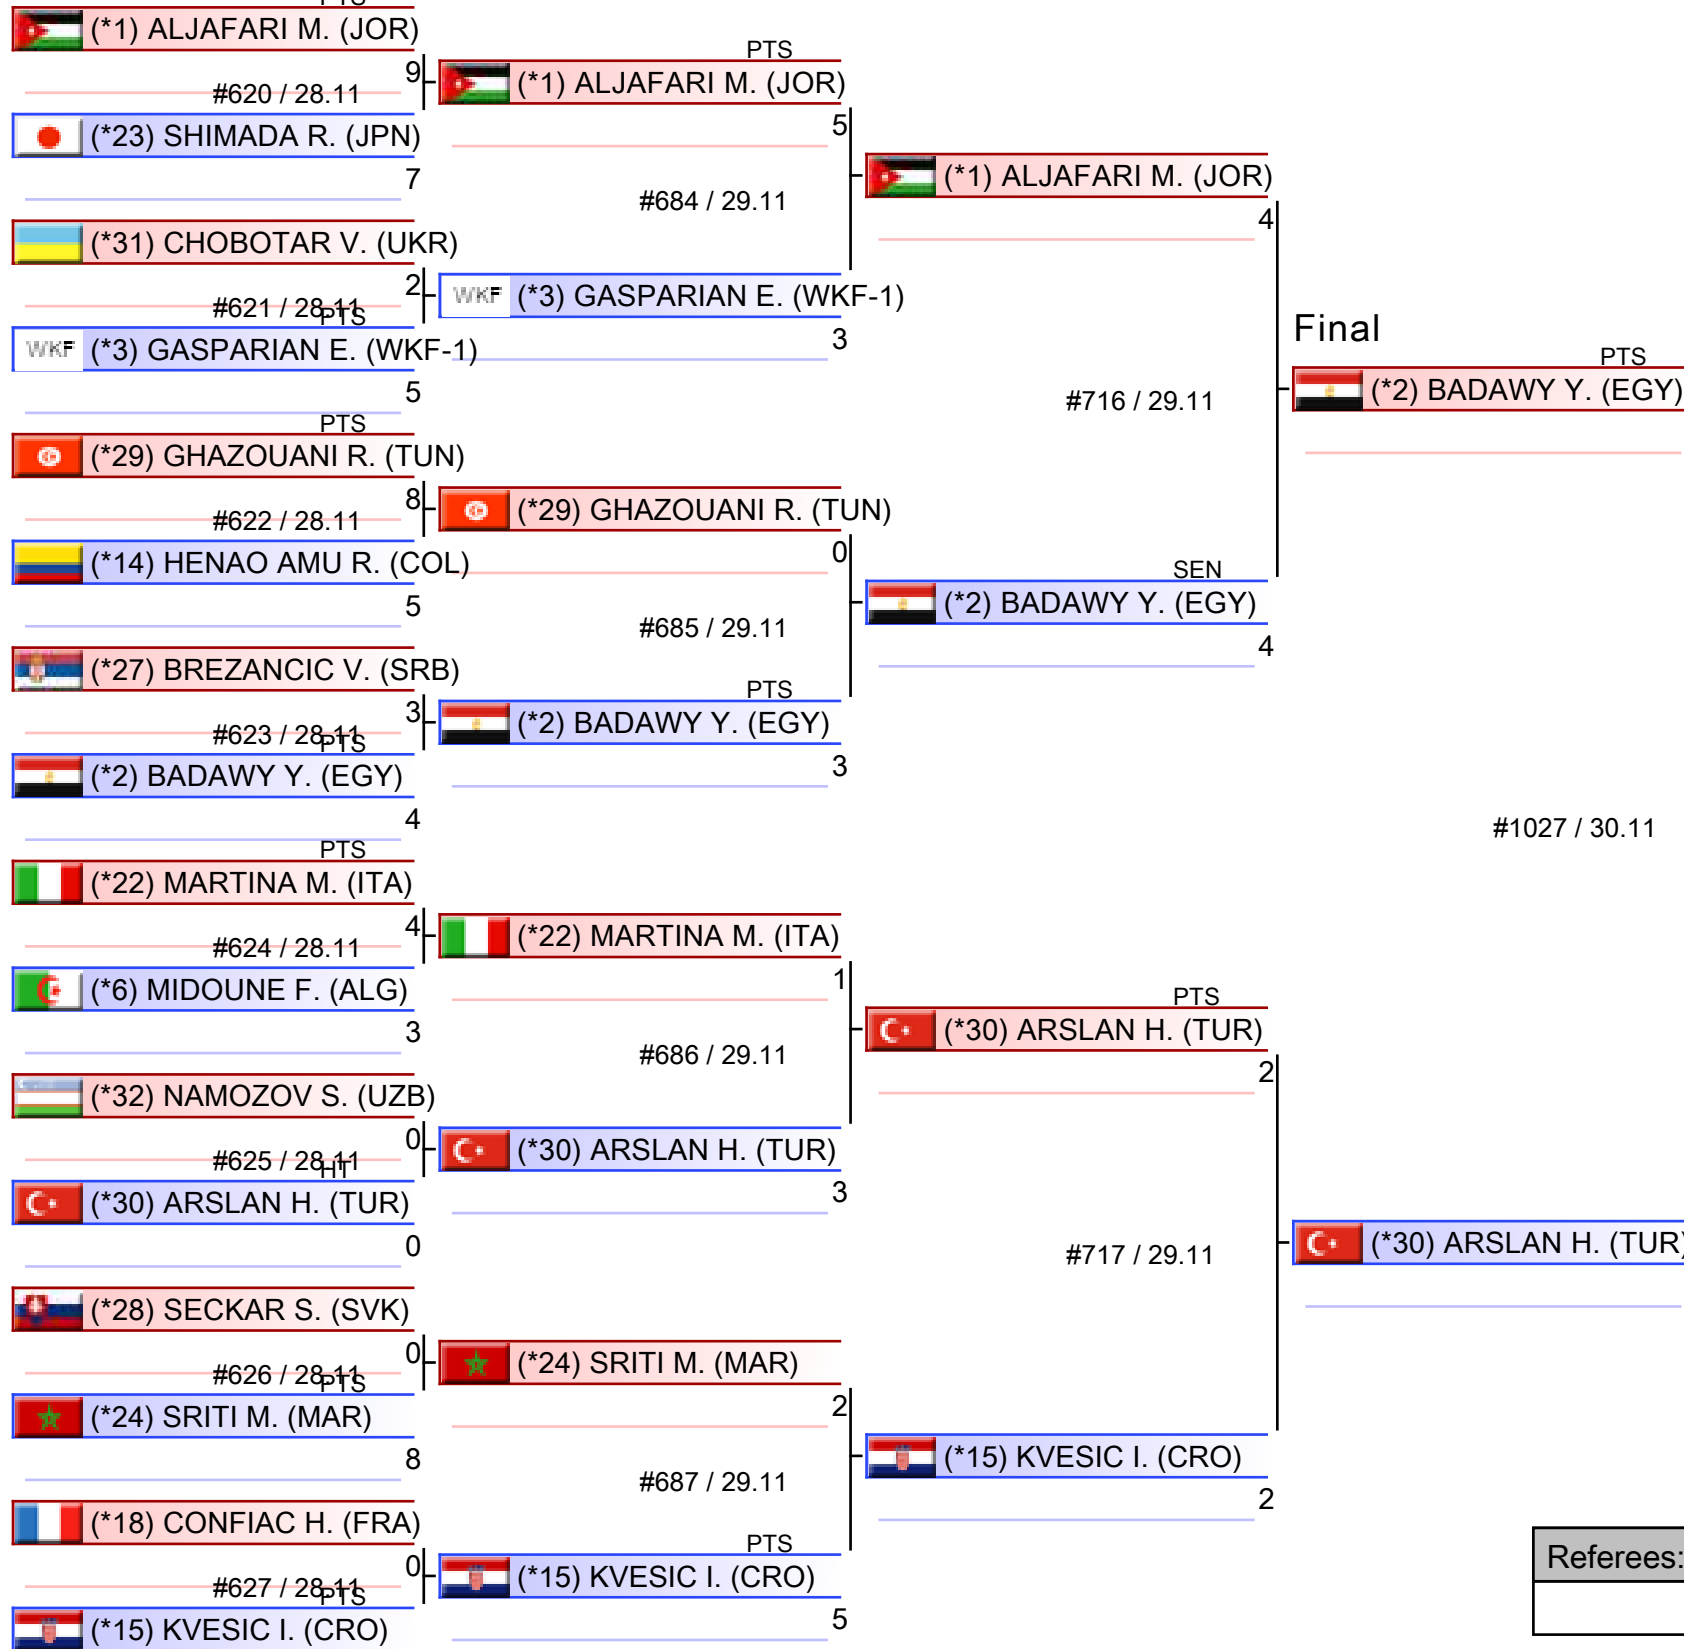 PTS
(*1) ALJAFARI M. (JOR)
9
#620 / 28.11
(*23) SHIMADA R. (JPN)
7
(*31) CHOBOTAR V. (UKR)
2
#621 / 28.11
PTS
WKF (*3) GASPARIAN E. (WKF-1)
5
PTS
(*29) GHAZOUANI R. (TUN)
8
#622 / 28.11
(*14) HENAO AMU R. (COL)
5
(*27) BREZANCIC V. (SRB)
3
#623 / 28.11
PTS
(*2) BADAWY Y. (EGY)
4
PTS
(*22) MARTINA M. (ITA)
4
#624 / 28.11
(*6) MIDOUNE F. (ALG)
3
(*32) NAMOZOV S. (UZB)
0
#625 / 28.11
HT
(*30) ARSLAN H. (TUR)
0
(*28) SECKAR S. (SVK)
0
#626 / 28.11
PTS
(*24) SRITI M. (MAR)
8
(*18) CONFIAC H. (FRA)
0
#627 / 28.11
PTS
(*15) KVESIC I. (CRO)
PTS
(*1) ALJAFARI M. (JOR)
5
#684 / 29.11
WKF (*3) GASPARIAN E. (WKF-1)
3
(*29) GHAZOUANI R. (TUN)
0
#685 / 29.11
PTS
(*2) BADAWY Y. (EGY)
3
(*22) MARTINA M. (ITA)
1
#686 / 29.11
(*30) ARSLAN H. (TUR)
3
(*24) SRITI M. (MAR)
2
#687 / 29.11
PTS
(*15) KVESIC I. (CRO)
5
(*1) ALJAFARI M. (JOR)
4
#716 / 29.11
SEN
(*2) BADAWY Y. (EGY)
4
PTS
(*30) ARSLAN H. (TUR)
2
#717 / 29.11
(*15) KVESIC I. (CRO)
2
Final
PTS
(*2) BADAWY Y. (EGY)
#1027 / 30.11
(*30) ARSLAN H. (TUR)
Referees: